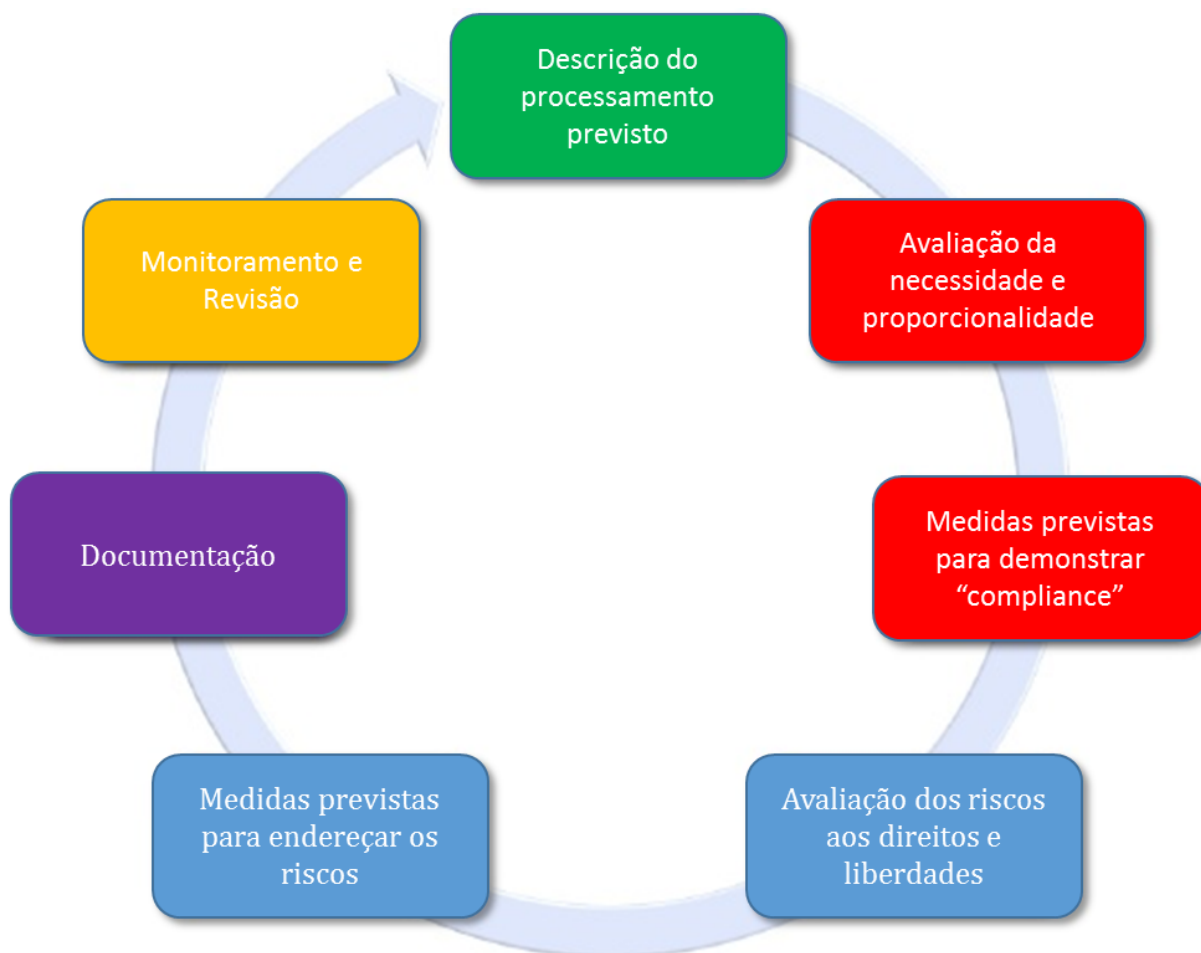 Descrição do
processamento
previsto
Avaliação da
necessidade e
proporcionalidade
Medidas previstas
para demonstrar
“compliance”
Avaliação dos riscos
aos direitos e
liberdades
Medidas previstas
para endereçar os
riscos
Documentação
Monitoramento e
Revisão